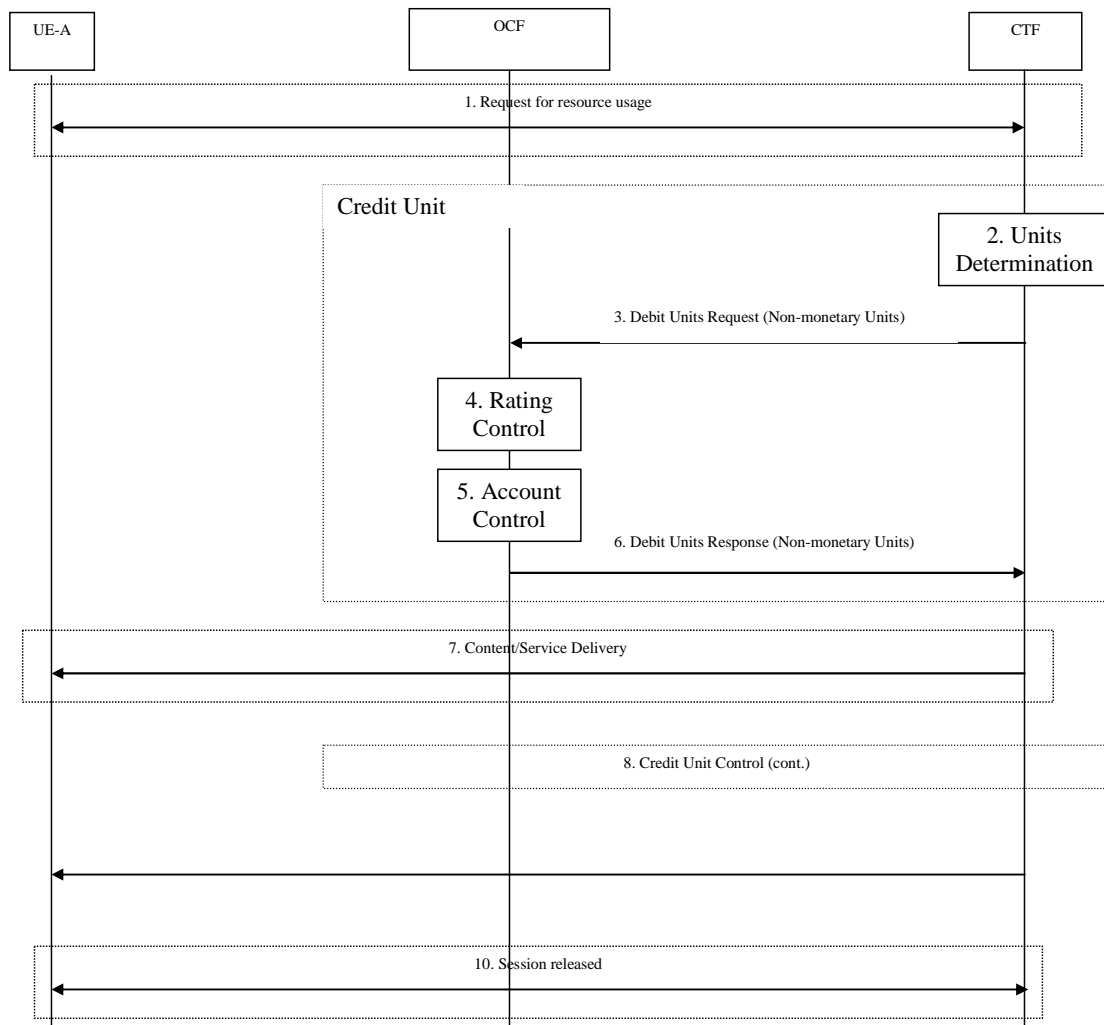 UE-A
OCF
CTF
1. Request for resource usage
Credit Unit
2. Units
Determination
3. Debit Units Request (Non-monetary Units)
4. Rating
Control
5. Account
Control
6. Debit Units Response (Non-monetary Units)
7. Content/Service Delivery
8. Credit Unit Control (cont.)
10. Session released